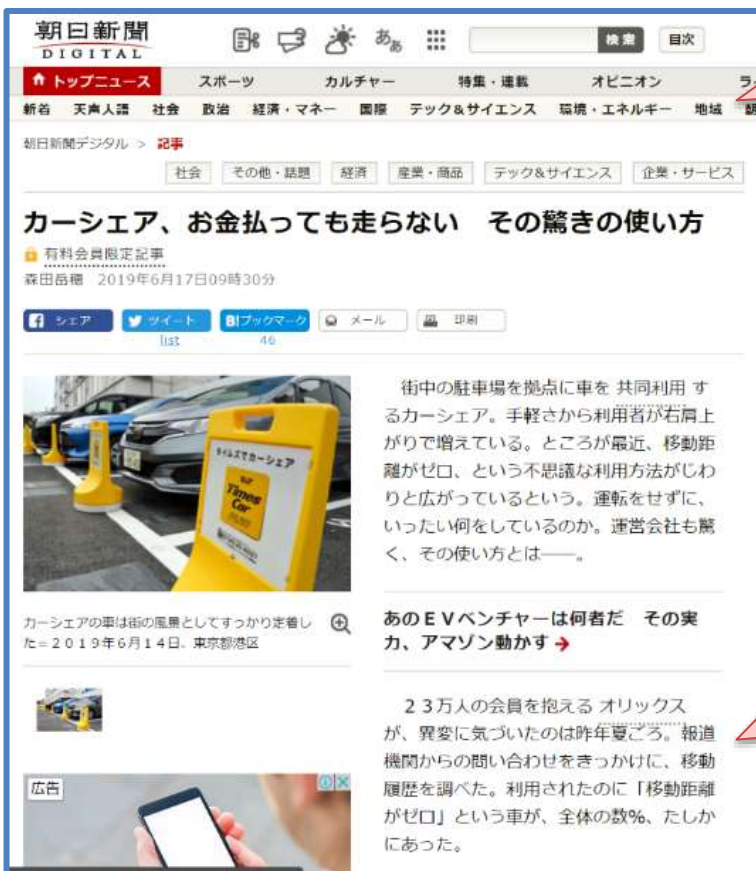 朝日新聞
DIGITAL
ああぁ
検索
目次
トップニュース スポーツ カルチャー 特集・連載 オピニオン
新着 天声人語 社会 政治 経済・マネー 国際 テック&サイエンス 環境・エネルギー 地域
朝日新聞デジタル > 記事
社会 その他・話題 経済 産業・商品 テック&サイエンス 企業・サービス
カーシェア、お金払っても走らない その驚きの使い方
有料会員限定記事
森田岳穂 2019年6月17日09時30分
シェア ツイート B!ブックマーク メール 印刷
list 46
タイムズでカーシェア
Times
Car
街中の駐車場を拠点に車を 共同利用 す
るカーシェア。手軽さから利用者が右肩上
がりで増えている。ところが最近、移動距
離がゼロ、という不思議な利用方法がじわ
りと広がっているという。運転をせずに、
いったい何をしているのか。運営会社も驚
く、その使い方とは――。
カーシェアの車は街の風景としてすっかり定着し
た=2019年6月14日、東京都港区
あのEVベンチャーは何者だ その実
力、アマゾン動かす
23万人の会員を抱える オリックス
が、異変に気づいたのは昨年夏ごろ。報道
機関からの問い合わせをきっかけに、移動
履歴を調べた。利用されたのに「移動距離
がゼロ」という車が、全体の数%、たしか
にあった。
広告